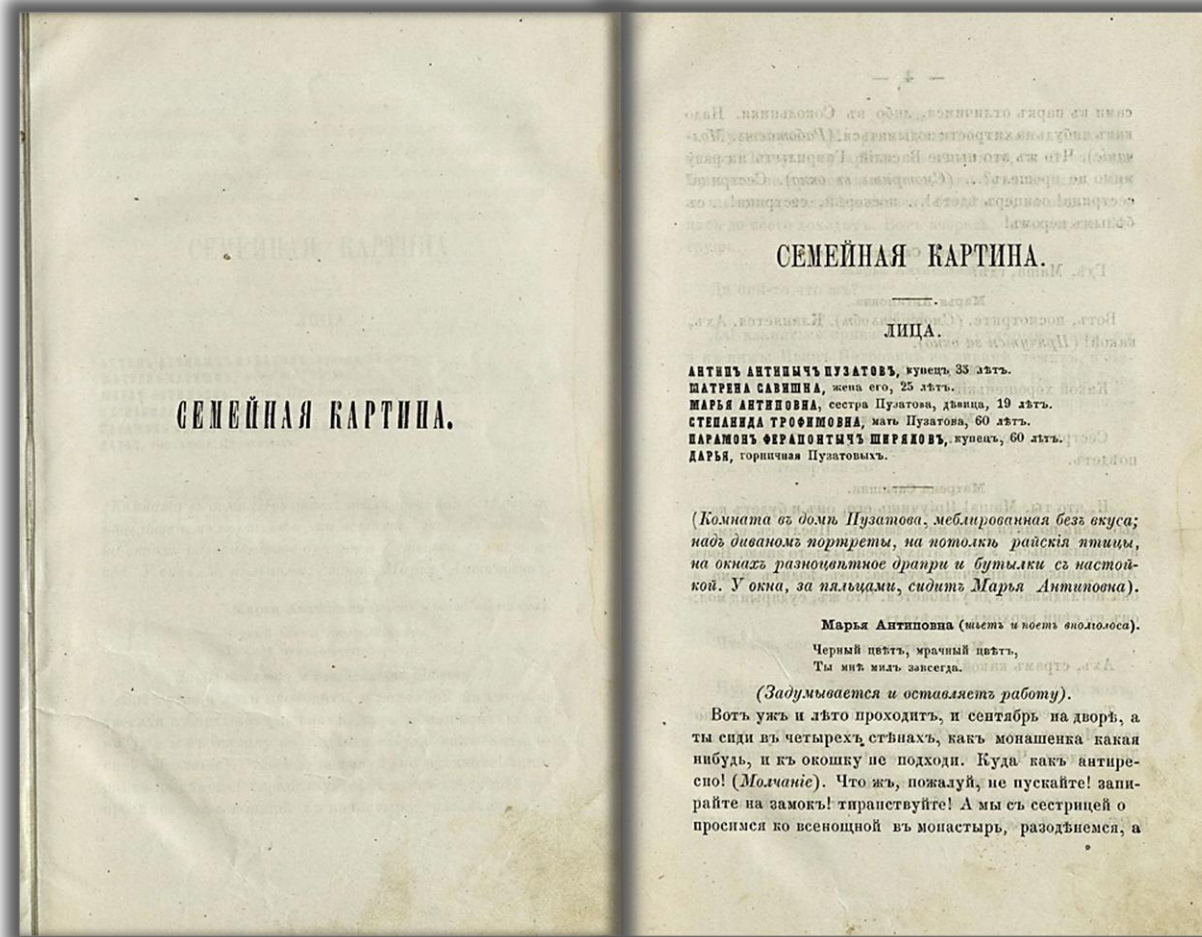 СЕМЕЙНАЯ КАРТИНА.
СЕМЕЙНАЯ КАРТИНА.
ЛИЦА.
АНТИПЪ АНТИПЫЧЪ ПУЗАТОВЪ, купецъ 35 лѣтъ.
МАТРЕНА САВИШНА, жена его, 25 лѣтъ.
МАРЬЯ АНТИПОВНА, сестра Пузатова, дѣвица, 19 лѣтъ.
СТЕПАНИДА ТРОФИМОВНА, мать Пузатова, 60 лѣтъ.
ПАРАМОНЪ ФЕРАПОНТЫЧЪ ШИРЯЛОВЪ, купецъ, 60 лѣтъ.
ДАРЬЯ, горничная Пузатовыхъ.
(Комната въ домѣ Пузатова, меблированная безъ вкуса;
надъ диваномъ портреты, на потолкѣ райскія птицы,
на окнахъ разноцвѣтное драпри и бутылки съ настой-
кой. У окна, за пяльцами, сидитъ Марья Антиповна).
Марья Антиповна (шьетъ и поетъ вполголоса).
Черный цвѣтъ, мрачный цвѣтъ,
Ты мнѣ милъ завсегда.
(Задумывается и оставляетъ работу).
Вотъ ужъ и лѣто проходитъ, и сентябрь на дворѣ, а
ты сиди въ четырехъ стѣнахъ, какъ монашенка какая
нибудь, и къ окошку не подходи. Куда какъ антире-
сно! (Молчаніе). Что жъ, пожалуй, не пускайте! запи-
райте на замокъ! тиранствуйте! А мы съ сестрицей о
просимся ко всенощной въ монастырь, разодѣнемся, а